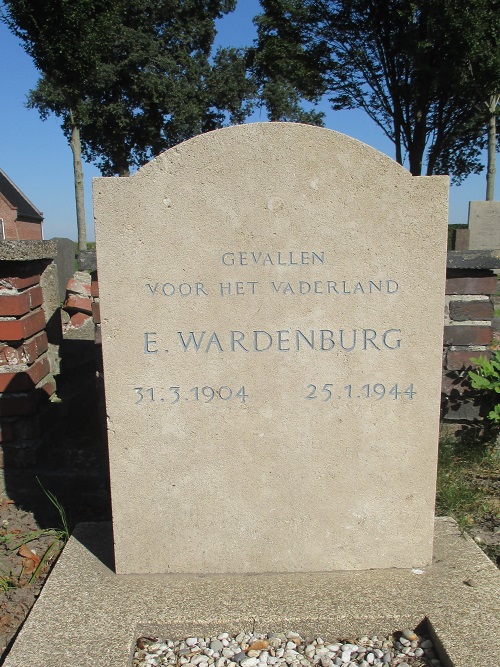 GEVALLEN
VOOR HET VADERLAND
E. WARDENBURG
31.3.1904 25.1.1944